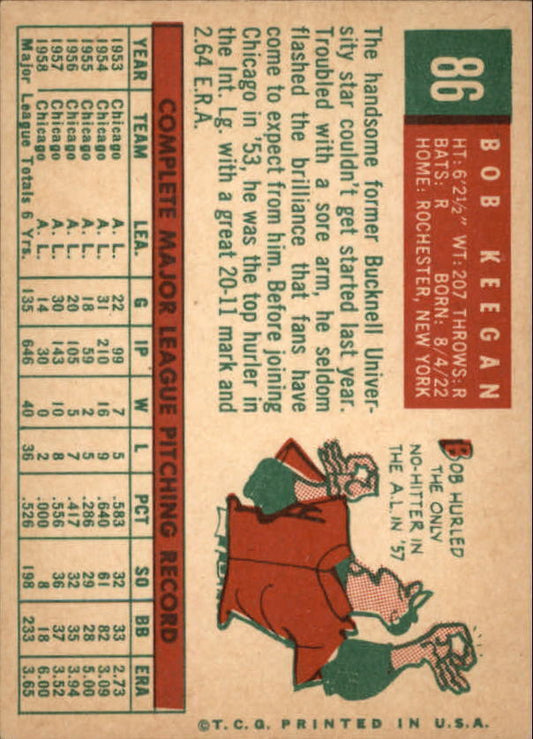 86
BOB KEEGAN
HT: 6'2½" WT: 207 THROWS: R
BATS: R BORN: 8/4/22
HOME: ROCHESTER, NEW YORK
The handsome former Bucknell Univer-
sity star couldn't get started last year.
Troubled with a sore arm, he seldom
flashed the brilliance that fans have
come to expect from him. Before joining
Chicago in '53, he was the top hurler in
the Int. Lg. with a great 20-11 mark and
2.64 E.R.A.
BOB HURLED
THE ONLY
NO-HITTER IN
THE A.L. IN '57
COMPLETE MAJOR LEAGUE PITCHING RECORD
YEAR TEAM LEA. G IP W L PCT SO BB ERA
1953 Chicago A. L. 22 99 7 5 .583 32 33 2.73
1954 Chicago A. L. 31 210 16 9 .640 61 82 3.09
1955 Chicago A. L. 18 59 2 5 .286 29 28 5.00
1956 Chicago A. L. 20 105 5 7 .417 32 35 3.94
1957 Chicago A. L. 30 143 10 8 .556 36 37 3.52
1958 Chicago A. L. 14 30 0 2 .000 8 18 6.00
Major League Totals 6 Yrs. 135 646 40 36 .526 198 233 3.65
©T.C.G. PRINTED IN U.S.A.